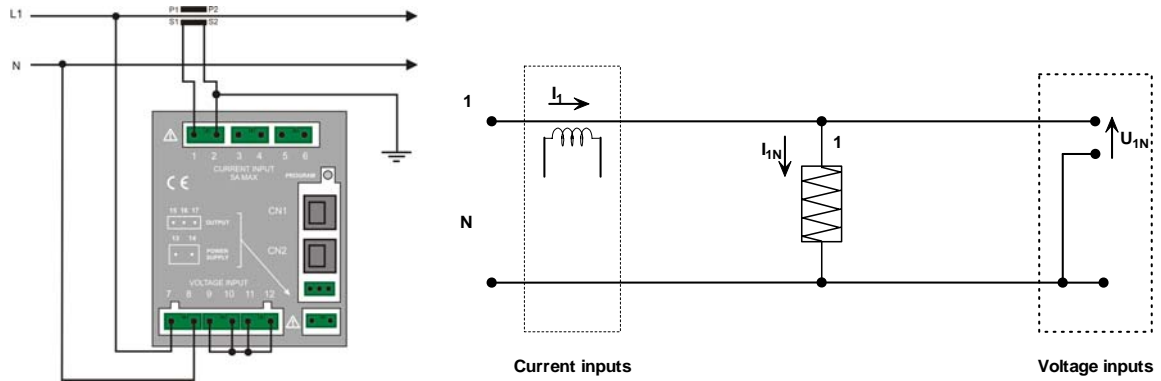 L1
P1 P2
S1 S2
N
1 2 3 4 5 6
CURRENT INPUT
5A MAX
PROGRAM
CE
CN1
15 16 17
OUTPUT
13 14
POWER
SUPPLY
CN2
VOLTAGE INPUT
7 8 9 10 11 12
I1
1
1
I1N
U1N
N
Current inputs
Voltage inputs